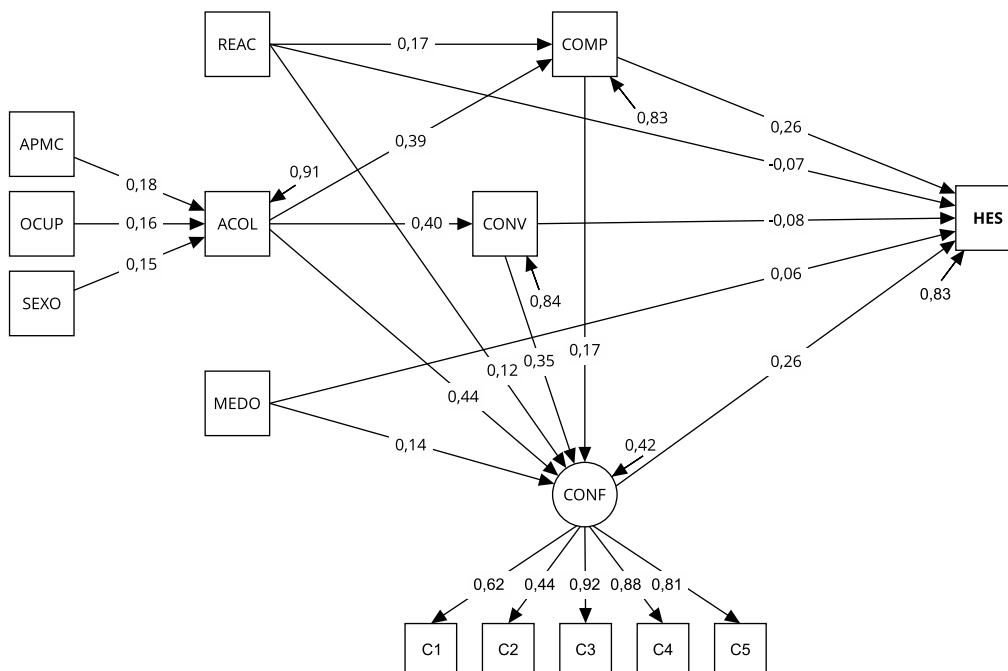 REAC
0,17
COMP
0,83
APMC
0,39
0,26
-0,07
0,18
0,91
OCUP
0,16
ACOL
0,40
CONV
-0,08
HES
0,15
SEXO
0,84
0,06
0,83
MEDO
0,44
0,12
0,35
0,17
0,26
0,14
0,42
CONF
0,62
0,44
0,92
0,88
0,81
C1
C2
C3
C4
C5